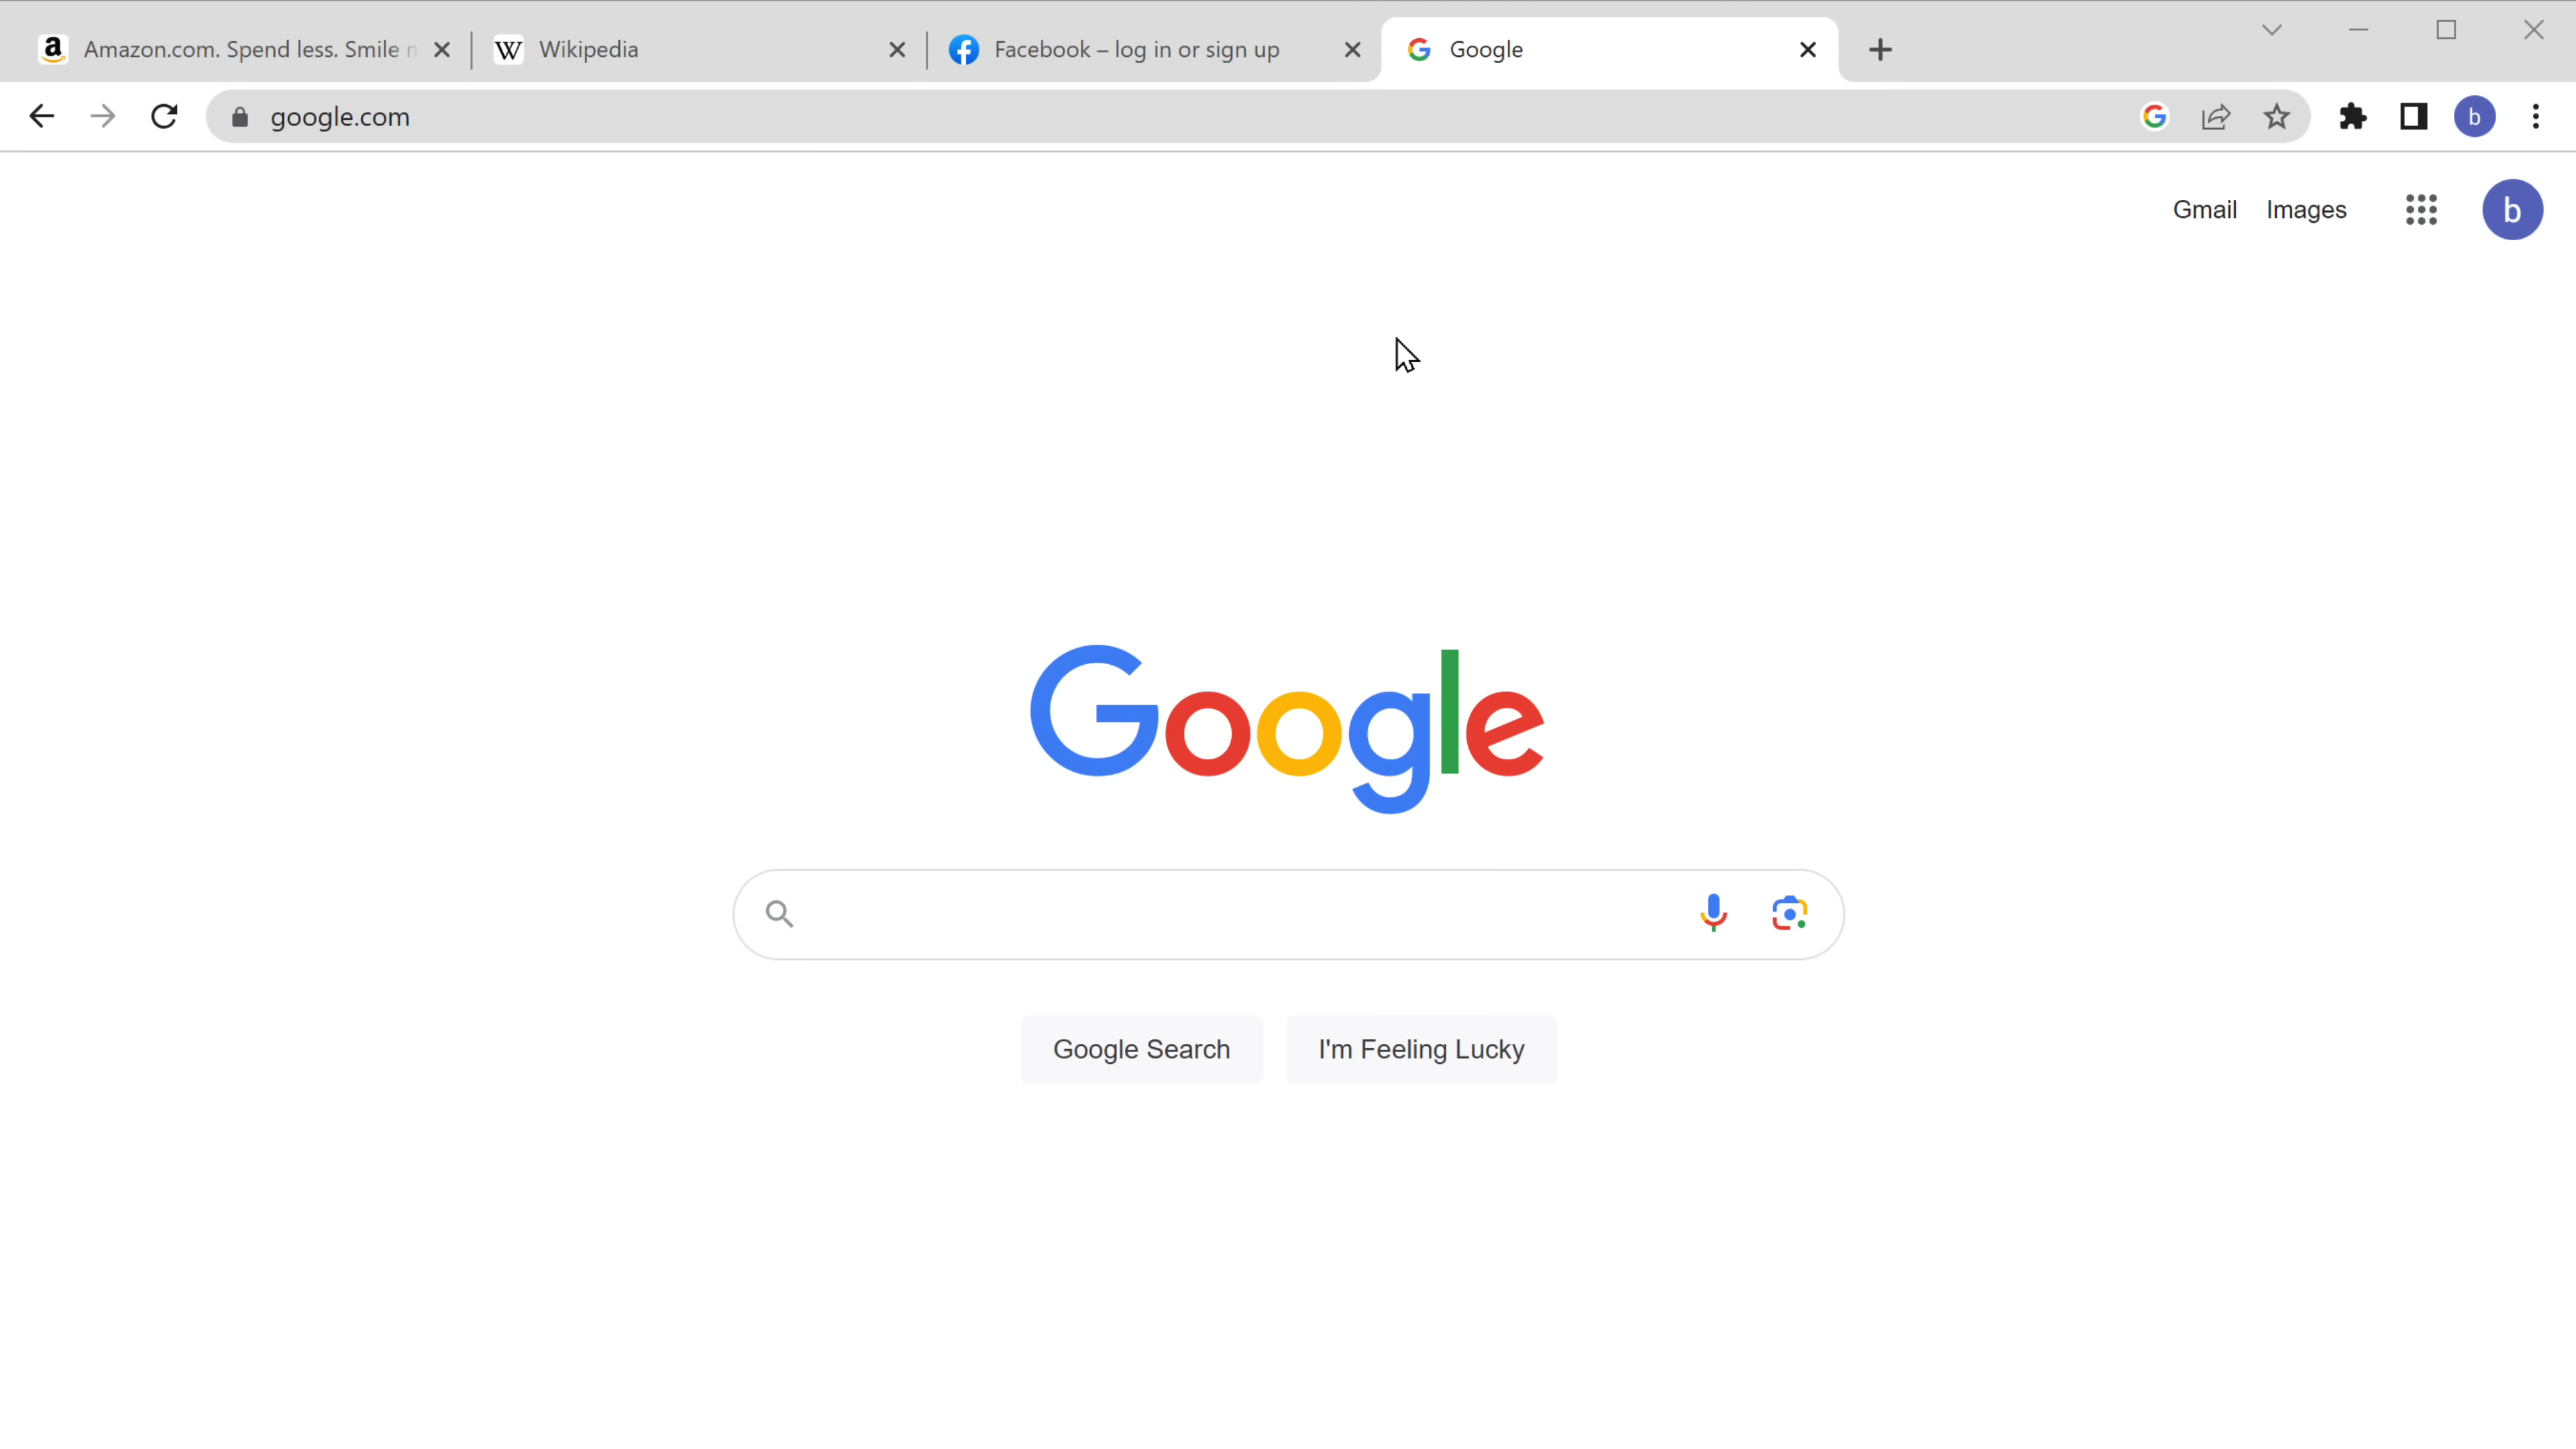 Amazon.com. Spend less. Smile
Wikipedia
Facebook – log in or sign up
Google
google.com
b
Gmail
Images
b
Google
Google Search
I'm Feeling Lucky